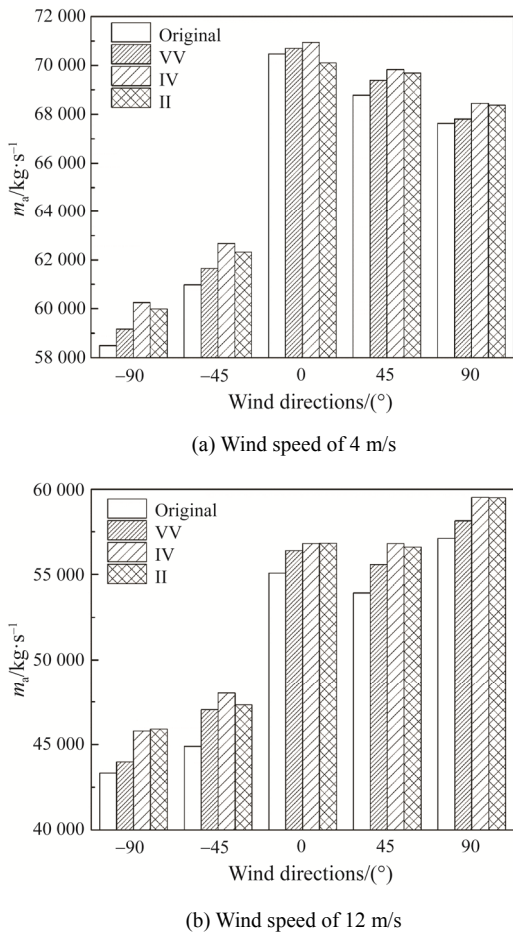 72 000
70 000
68 000
66 000
64 000
62 000
60 000
58 000
mₐ/kg·s⁻¹
Original
VV
IV
II
−90 −45 0 45 90
Wind directions/(°)
(a) Wind speed of 4 m/s
60 000
55 000
50 000
45 000
40 000
mₐ/kg·s⁻¹
Original
VV
IV
II
−90 −45 0 45 90
Wind directions/(°)
(b) Wind speed of 12 m/s